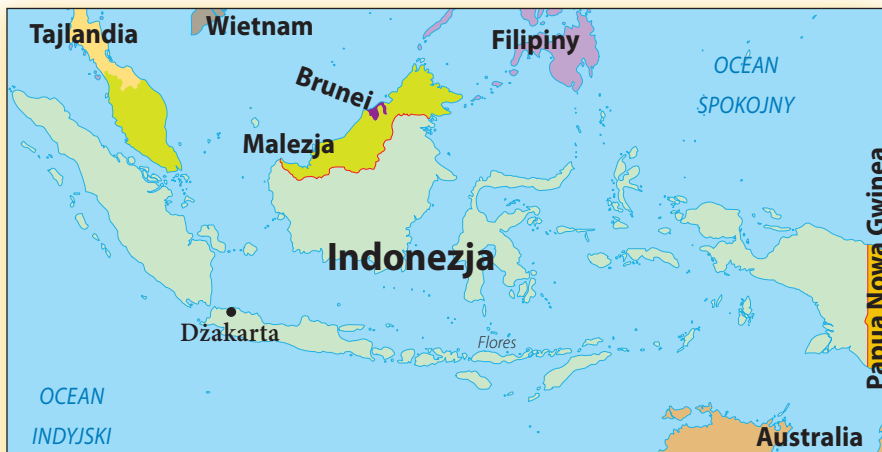 Tajlandia
Wietnam
Filipiny
OCEAN
SPOKOJNY
Brunei
Malezja
Papua Nowa Gwinea
Indonezja
Dżakarta
Flores
OCEAN
INDYJSKI
Australia